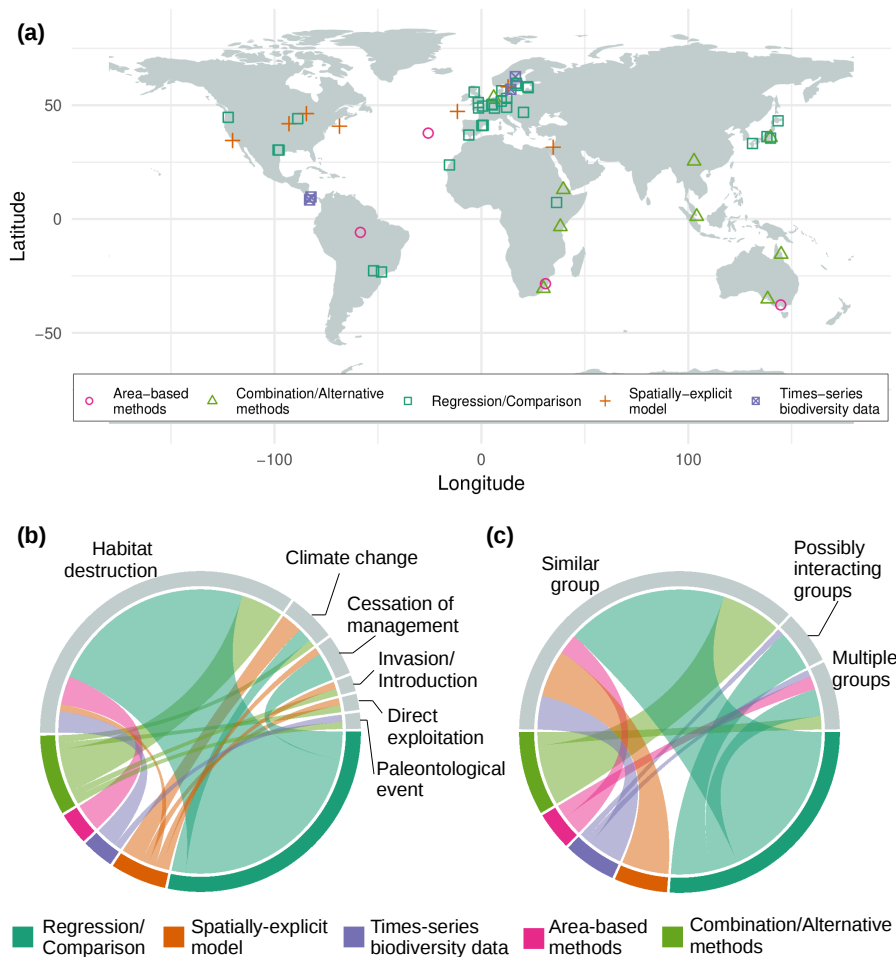 (a)
50
0
−50
Latitude
Area−based
methods
Combination/Alternative
methods
Regression/Comparison
Spatially−explicit
model
Times−series
biodiversity data
−100
0
100
Longitude
(b)
Habitat
destruction
Climate change
Cessation of
management
Invasion/
Introduction
Direct
exploitation
Paleontological
event
(c)
Similar
group
Possibly
interacting
groups
Multiple
groups
Regression/
Comparison
Spatially-explicit
model
Times-series
biodiversity data
Area-based
methods
Combination/Alternative
methods